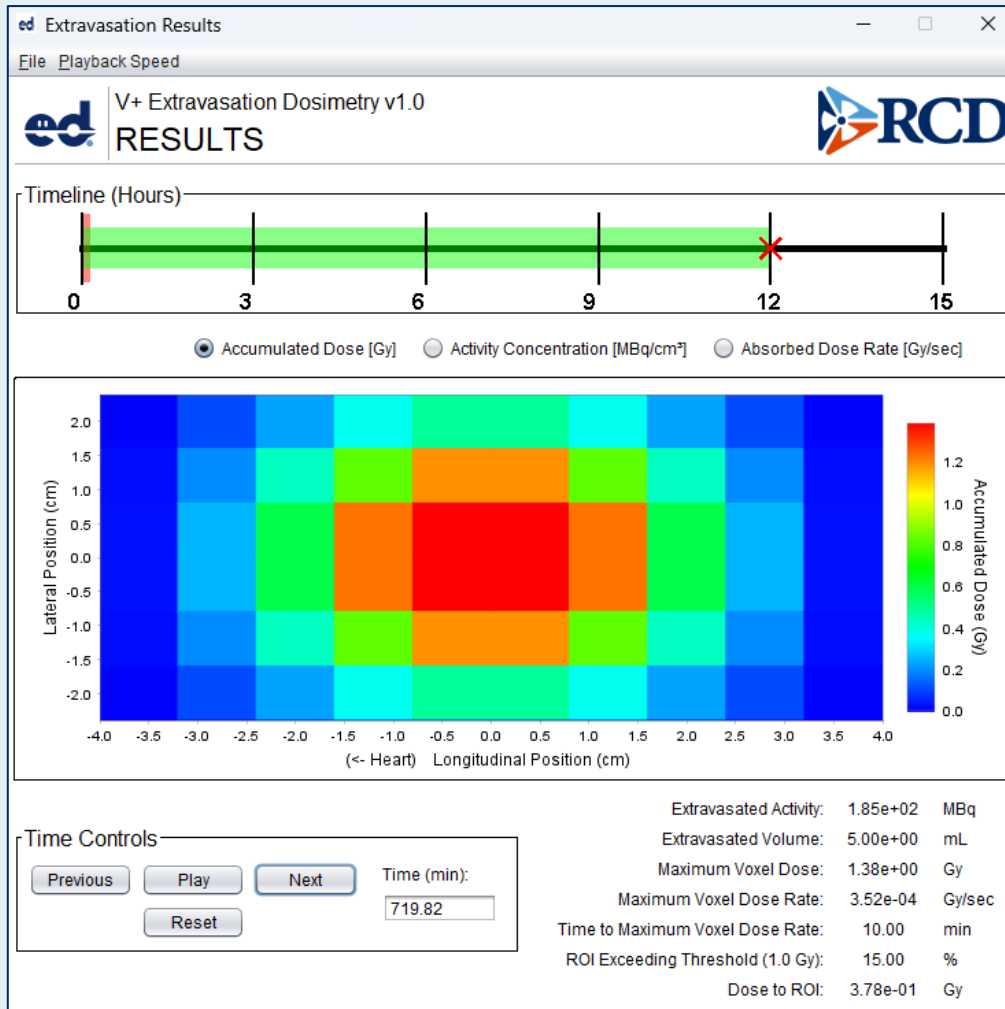 ed Extravasation Results
File Playback Speed
ed. V+ Extravasation Dosimetry v1.0
RESULTS
RCD
Timeline (Hours)
0 3 6 9 12 15
Accumulated Dose [Gy] Activity Concentration [MBq/cm³] Absorbed Dose Rate [Gy/sec]
2.0
1.5
1.0
0.5
0.0
-0.5
-1.0
-1.5
-2.0
Lateral Position (cm)
-4.0 -3.5 -3.0 -2.5 -2.0 -1.5 -1.0 -0.5 0.0 0.5 1.0 1.5 2.0 2.5 3.0 3.5 4.0
(<- Heart) Longitudinal Position (cm)
1.2
1.0
0.8
0.6
0.4
0.2
0.0
Accumulated Dose (Gy)
Time Controls
Previous Play Next
Reset
Time (min):
719.82
Extravasated Activity: 1.85e+02 MBq
Extravasated Volume: 5.00e+00 mL
Maximum Voxel Dose: 1.38e+00 Gy
Maximum Voxel Dose Rate: 3.52e-04 Gy/sec
Time to Maximum Voxel Dose Rate: 10.00 min
ROI Exceeding Threshold (1.0 Gy): 15.00 %
Dose to ROI: 3.78e-01 Gy